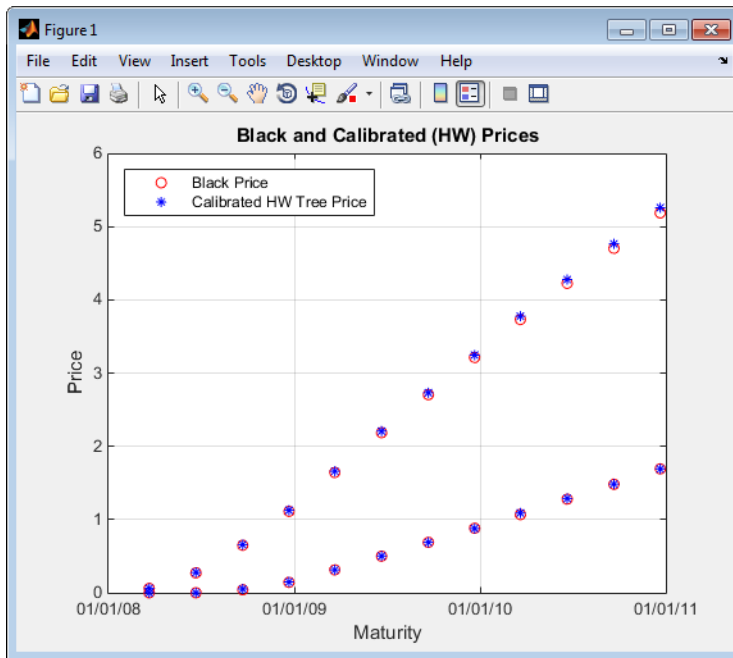 Figure 1
File Edit View Insert Tools Desktop Window Help
Black and Calibrated (HW) Prices
Black Price
Calibrated HW Tree Price
6
5
4
3
2
1
0
Price
01/01/08 01/01/09 01/01/10 01/01/11
Maturity